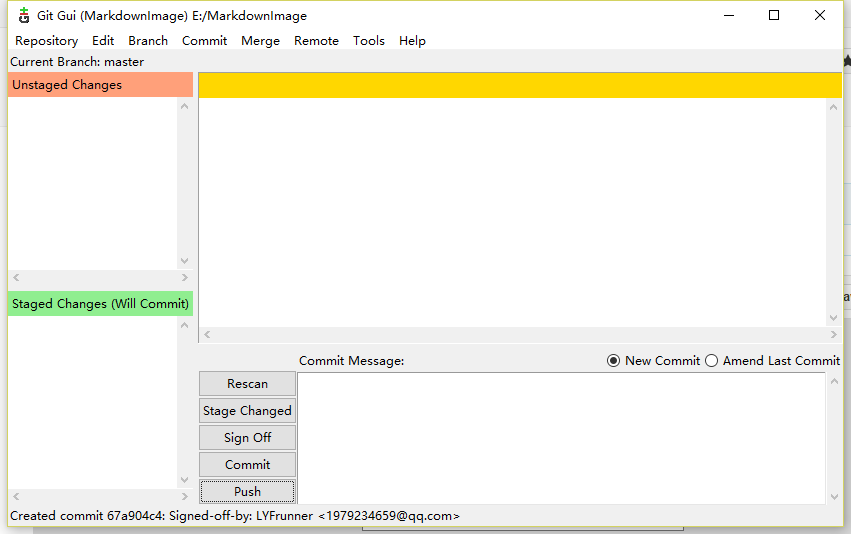 Git Gui (MarkdownImage) E:/MarkdownImage
Repository Edit Branch Commit Merge Remote Tools Help
Current Branch: master
Unstaged Changes
Staged Changes (Will Commit)
Commit Message:
New Commit Amend Last Commit
Rescan
Stage Changed
Sign Off
Commit
Push
Created commit 67a904c4: Signed-off-by: LYFrunner <1979234659@qq.com>